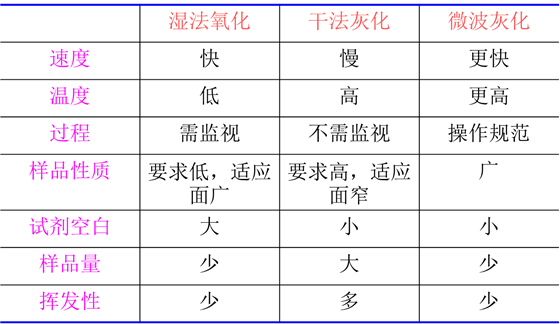 湿法氧化 干法灰化 微波灰化
速度 快 慢 更快
温度 低 高 更高
过程 需监视 不需监视 操作规范
样品性质 要求低，适应面广 要求高，适应面窄 广
试剂空白 大 小 小
样品量 少 大 少
挥发性 少 多 少